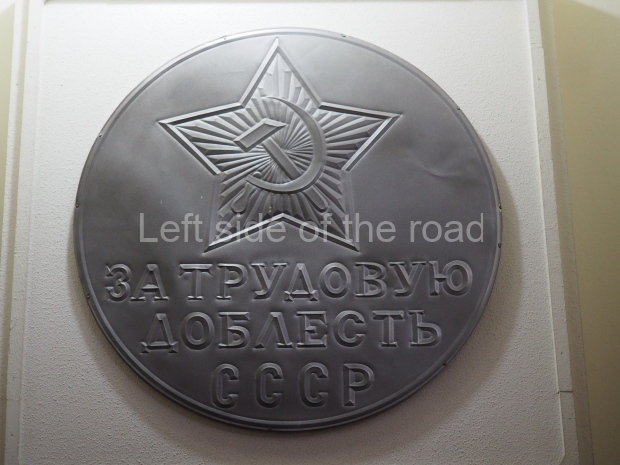 Left side of the road
ЗА ТРУДОВУЮ
ДОБЛЕСТЬ
СССР